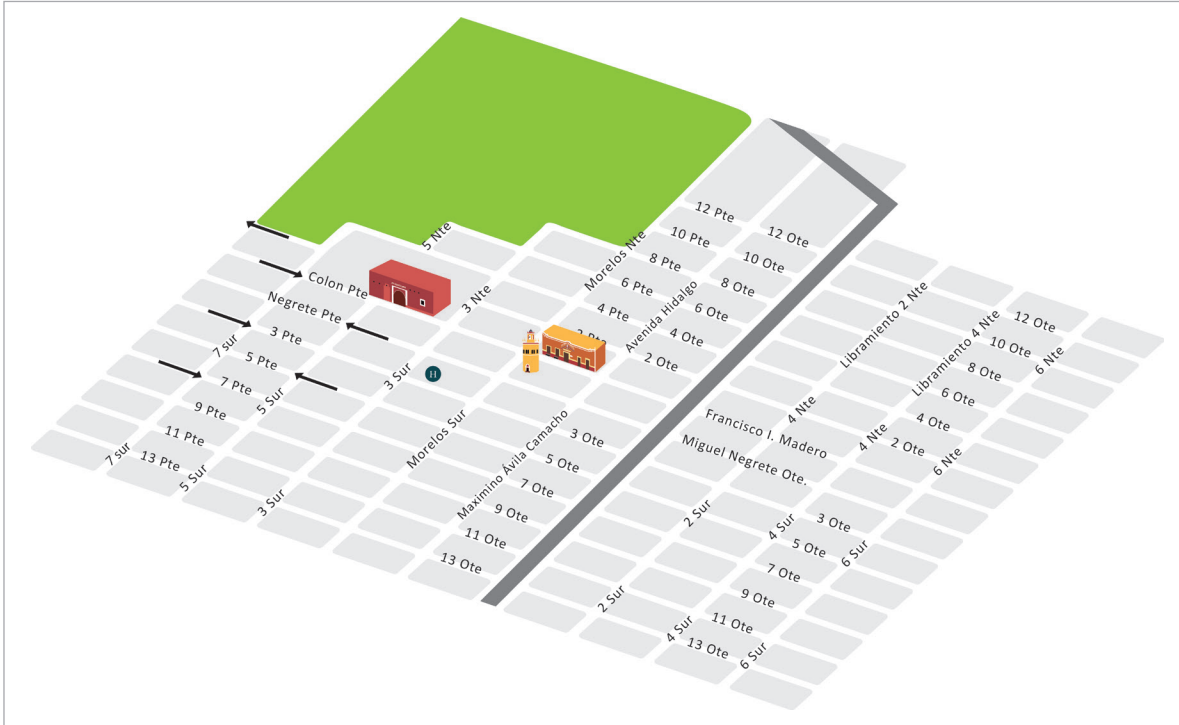 12 Pte
12 Ote
5 Nte
10 Pte
Morelos Nte
8 Pte
10 Ote
Colon Pte
6 Pte
8 Ote
Libramiento 2 Nte
Negrete Pte
3 Nte
4 Pte
Avenida Hidalgo
6 Ote
Libramiento 4 Nte
12 Ote
3 Pte
4 Ote
10 Ote
7 sur
5 Pte
2 Ote
8 Ote
6 Nte
3 Sur
H
7 Pte
6 Ote
5 Sur
9 Pte
4 Nte
Francisco I. Madero
4 Ote
11 Pte
Morelos Sur
Maximino Ávila Camacho
3 Ote
Miguel Negrete Ote.
4 Nte
2 Ote
7 sur
13 Pte
5 Ote
6 Nte
5 Sur
7 Ote
3 Sur
9 Ote
2 Sur
4 Sur
3 Ote
11 Ote
5 Ote
6 Sur
13 Ote
7 Ote
2 Sur
9 Ote
4 Sur
11 Ote
13 Ote
6 Sur